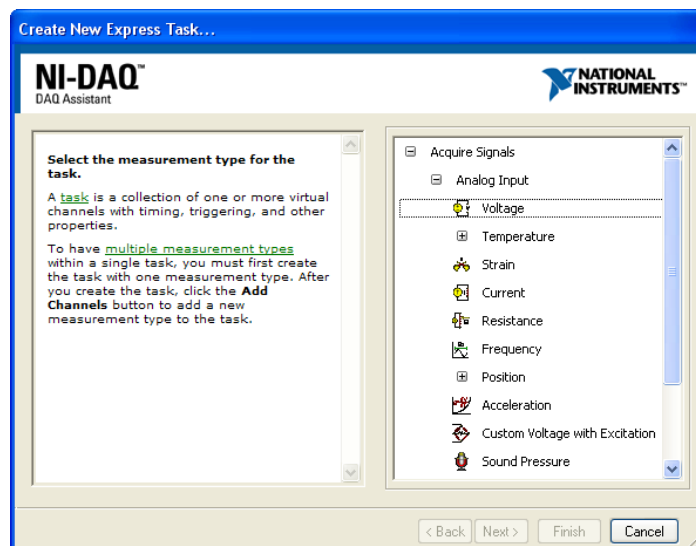 Create New Express Task...
NI-DAQ™
DAQ Assistant
NATIONAL
INSTRUMENTS™
Select the measurement type for the
task.
A task is a collection of one or more virtual
channels with timing, triggering, and other
properties.
To have multiple measurement types
within a single task, you must first create
the task with one measurement type. After
you create the task, click the Add
Channels button to add a new
measurement type to the task.
Acquire Signals
Analog Input
Voltage
Temperature
Strain
Current
Resistance
Frequency
Position
Acceleration
Custom Voltage with Excitation
Sound Pressure
< Back
Next >
Finish
Cancel